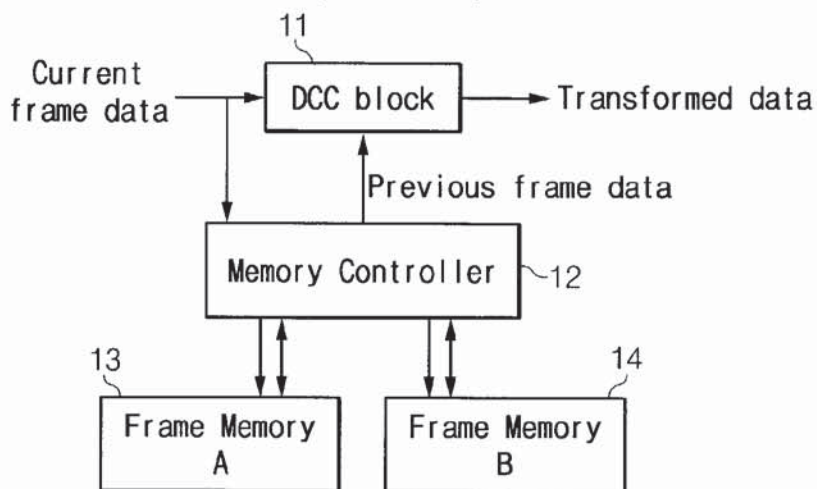 11
Current
frame data
DCC block
Transformed data
Previous frame data
Memory Controller
12
13
14
Frame Memory
A
Frame Memory
B